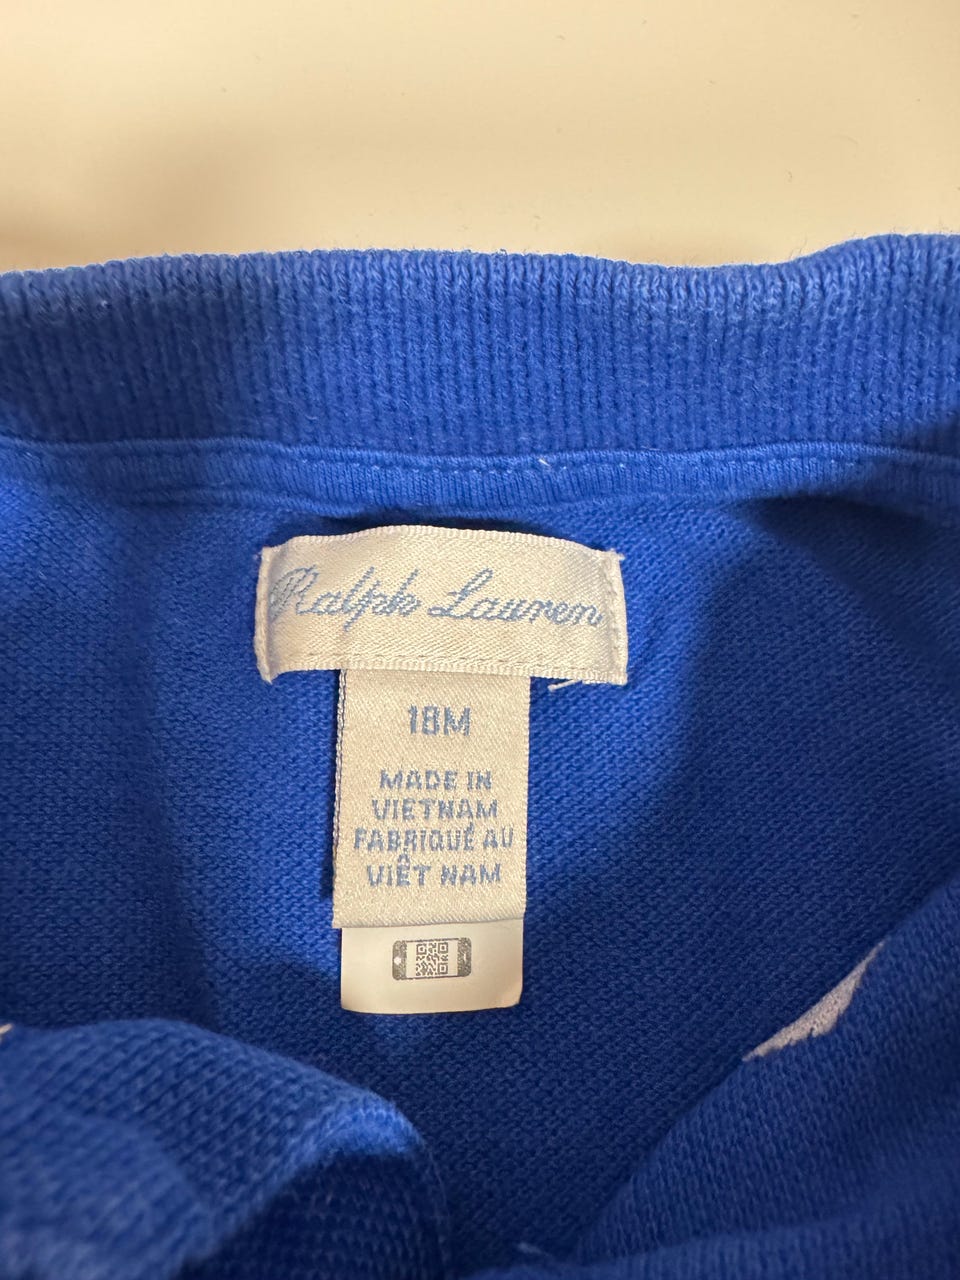 Ralph Lauren
18M
MADE IN
VIETNAM
FABRIQUÉ AU
VIÊT NAM